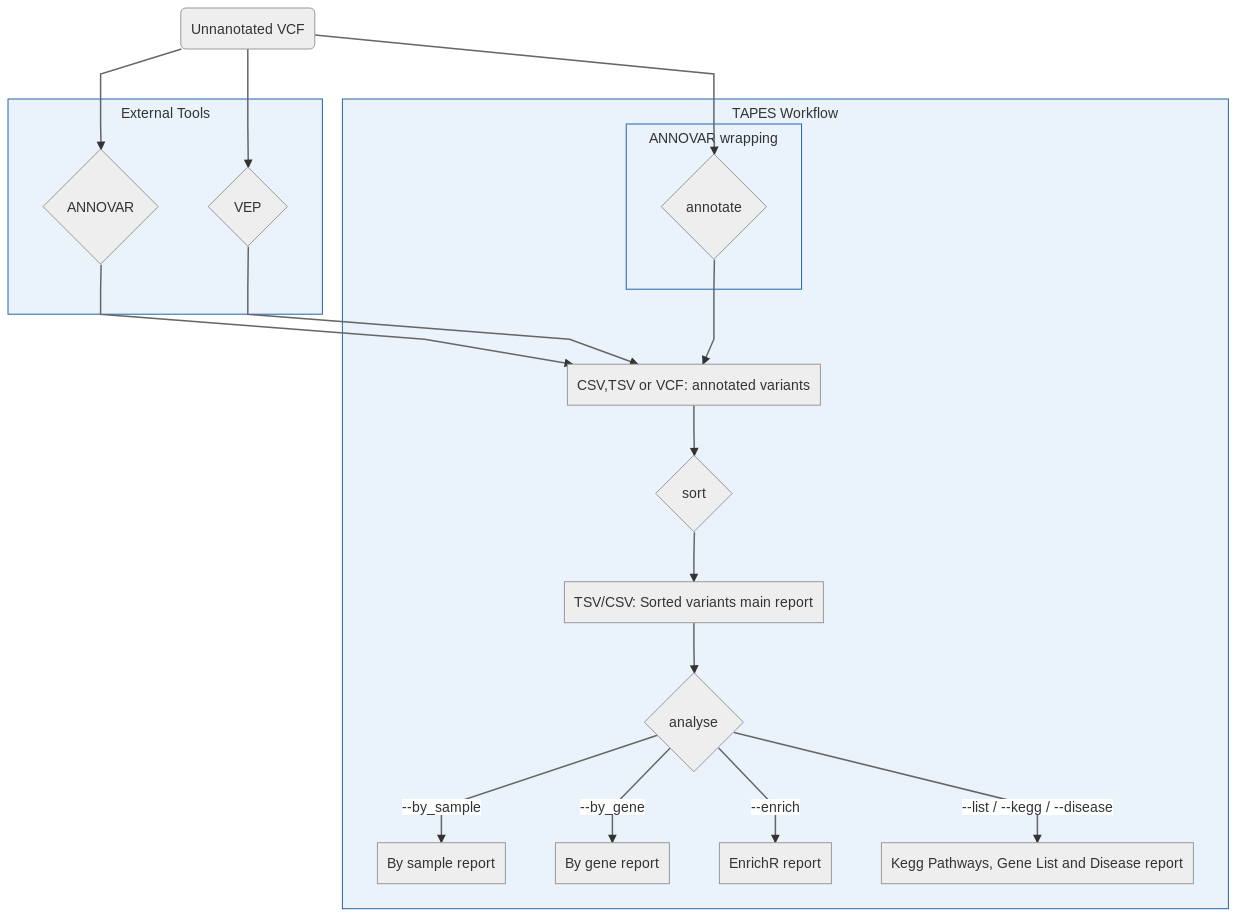 Unnanotated VCF
External Tools
TAPES Workflow
ANNOVAR wrapping
ANNOVAR
VEP
annotate
CSV,TSV or VCF: annotated variants
sort
TSV/CSV: Sorted variants main report
analyse
--by_sample
--by_gene
--enrich
--list / --kegg / --disease
By sample report
By gene report
EnrichR report
Kegg Pathways, Gene List and Disease report